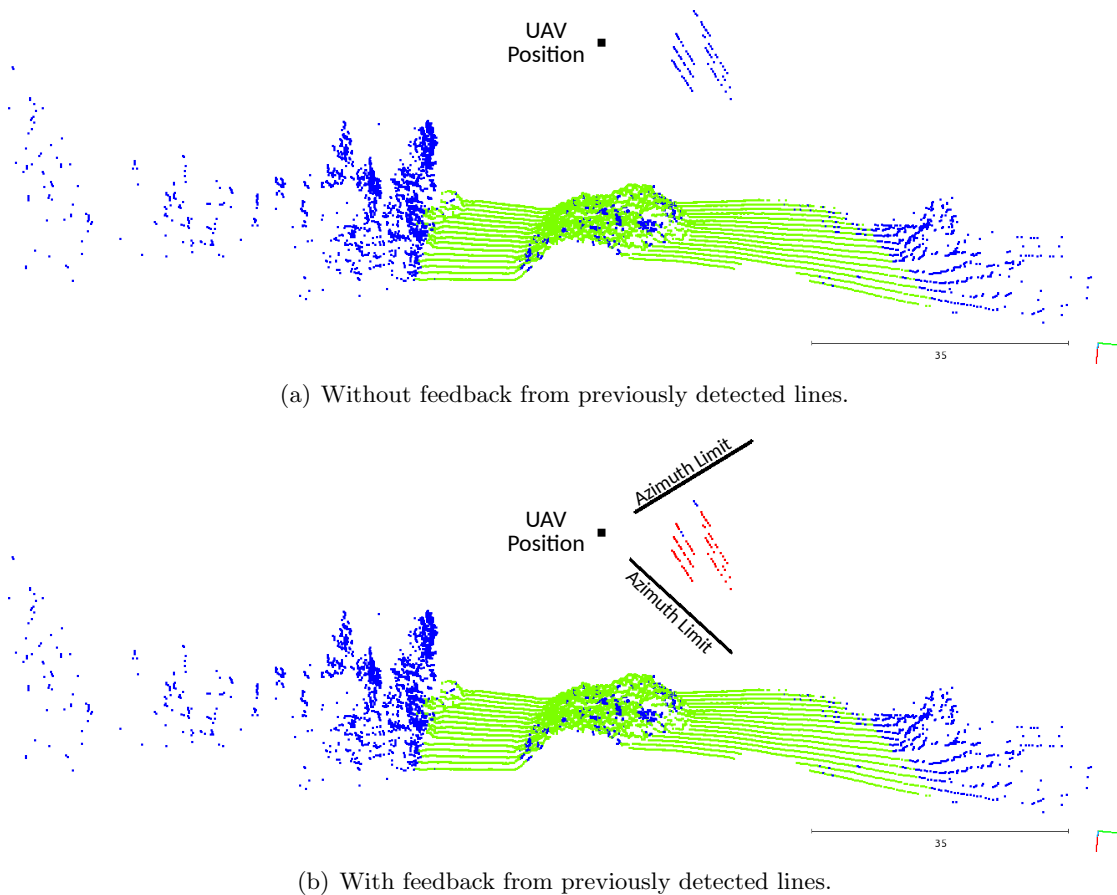 UAV
Position
35
(a) Without feedback from previously detected lines.
Azimuth Limit
UAV
Position
Azimuth Limit
35
(b) With feedback from previously detected lines.